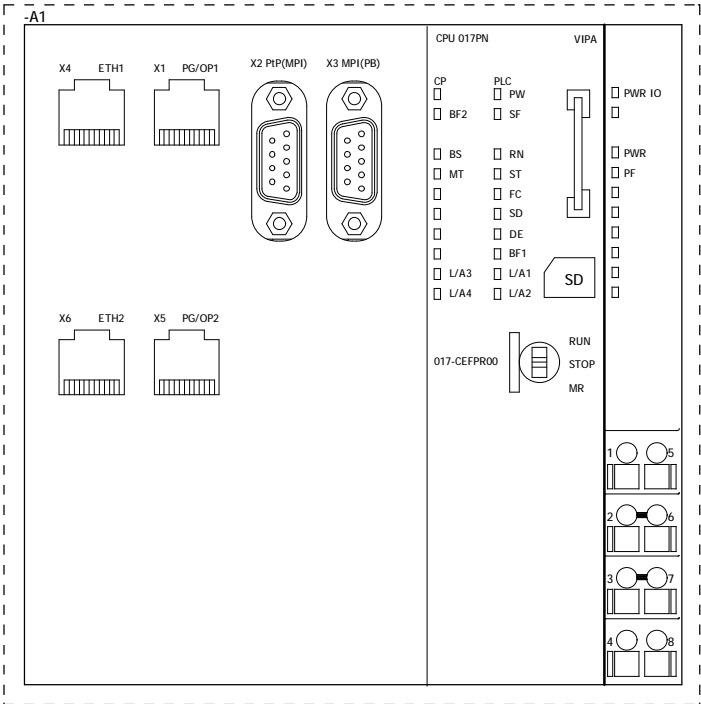 -A1
CPU 017PN VIPA
X4 ETH1 X1 PG/OP1 X2 PtP(MPI) X3 MPI(PB)
CP PLC
PW PWR IO
BF2 SF
BS RN PWR
MT ST PF
FC
SD
DE
BF1
L/A3 L/A1
L/A4 L/A2
SD
X6 ETH2 X5 PG/OP2
017-CEFPR00
RUN
STOP
MR
1 5
2 6
3 7
4 8